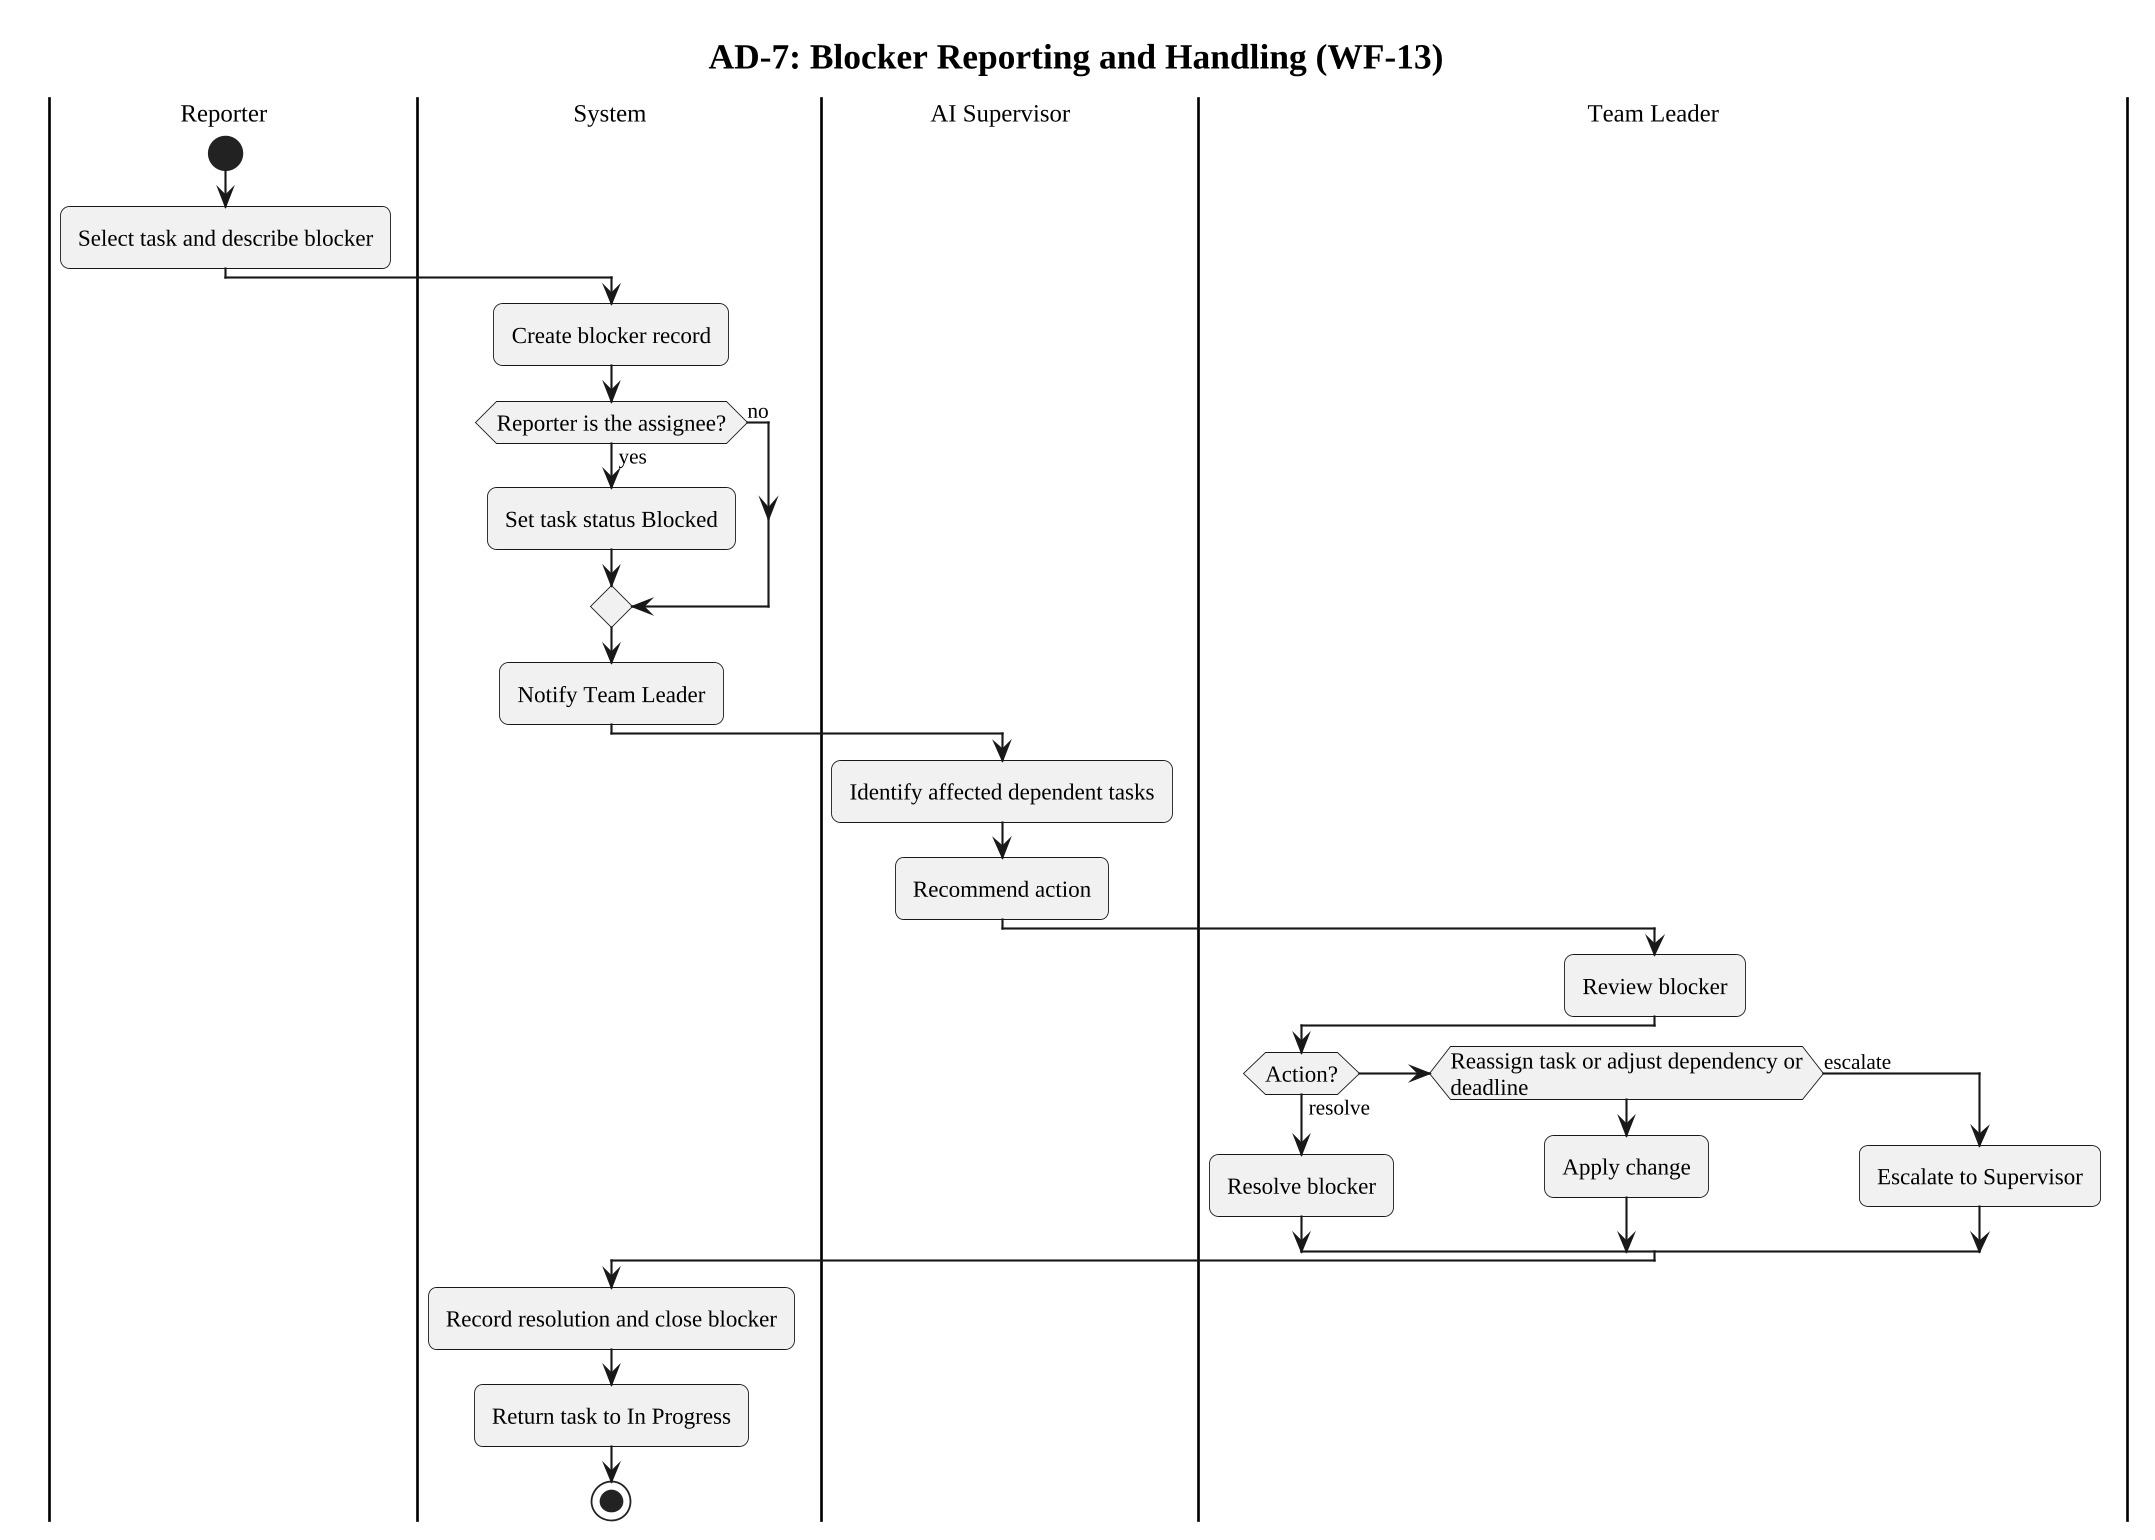 AD-7: Blocker Reporting and Handling (WF-13)
Reporter
System
AI Supervisor
Team Leader
Select task and describe blocker
Create blocker record
Reporter is the assignee?
no
yes
Set task status Blocked
Notify Team Leader
Identify affected dependent tasks
Recommend action
Review blocker
Action?
resolve
Reassign task or adjust dependency or
deadline
escalate
Resolve blocker
Apply change
Escalate to Supervisor
Record resolution and close blocker
Return task to In Progress